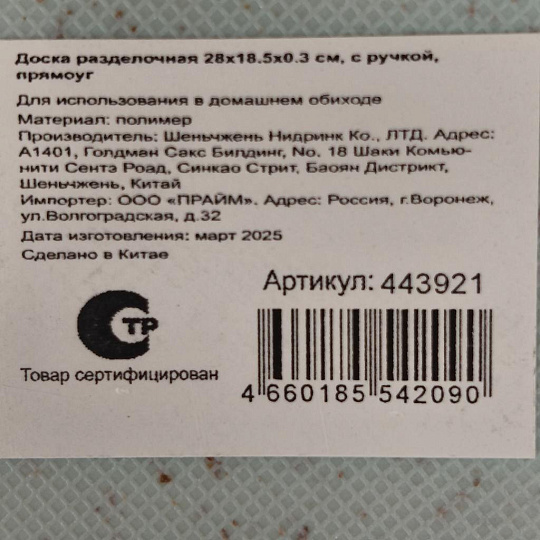 Доска разделочная 28х18.5х0.3 см, с ручкой,
прямоуг
Для использования в домашнем обиходе
Материал: полимер
Производитель: Шеньчжень Нидринк Ко., ЛТД. Адрес:
А1401, Голдман Сакс Билдинг, No. 18 Шаки Комью-
нити Сентэ Роад, Синкао Стрит, Баоян Дистрикт,
Шеньчжень, Китай
Импортер: ООО «ПРАЙМ». Адрес: Россия, г.Воронеж,
ул.Волгоградская, д.32
Дата изготовления: март 2025
Сделано в Китае
Артикул: 443921
СТР
Товар сертифицирован
4 660185 542090